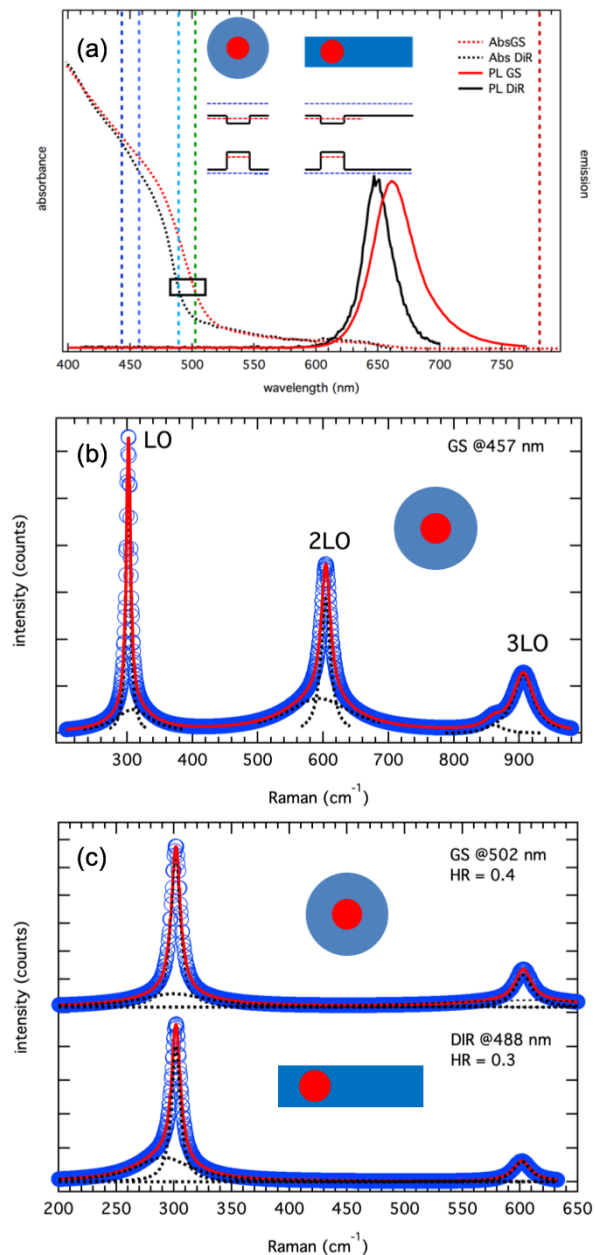 (a)
AbsGS
Abs DiR
PL GS
PL DiR
absorbance
emission
400
450
500
550
600
650
700
750
wavelength (nm)
(b)
LO
GS @457 nm
2LO
3LO
intensity (counts)
300
400
500
600
700
800
900
Raman (cm-1)
(c)
GS @502 nm
HR = 0.4
DIR @488 nm
HR = 0.3
intensity (counts)
200
250
300
350
400
450
500
550
600
650
Raman (cm-1)